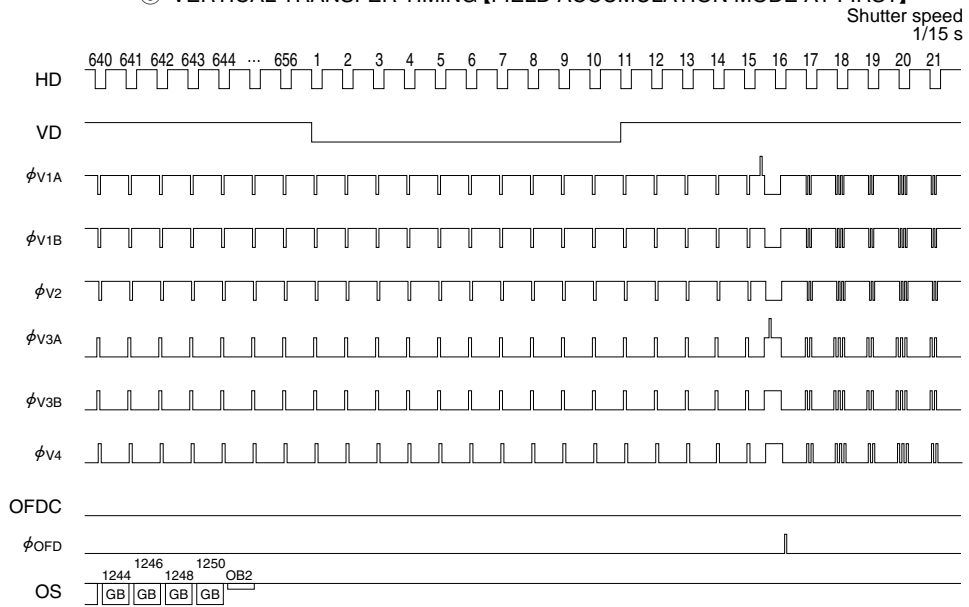 VERTICAL TRANSFER TIMING【FIELD ACCUMULATION MODE AT FIRST】
Shutter speed
1/15 s
640 641 642 643 644 ... 656 1 2 3 4 5 6 7 8 9 10 11 12 13 14 15 16 17 18 19 20 21
HD
VD
ϕV1A
ϕV1B
ϕV2
ϕV3A
ϕV3B
ϕV4
OFDC
ϕOFD
1244 1246 1248 1250 OB2
OS GB GB GB GB